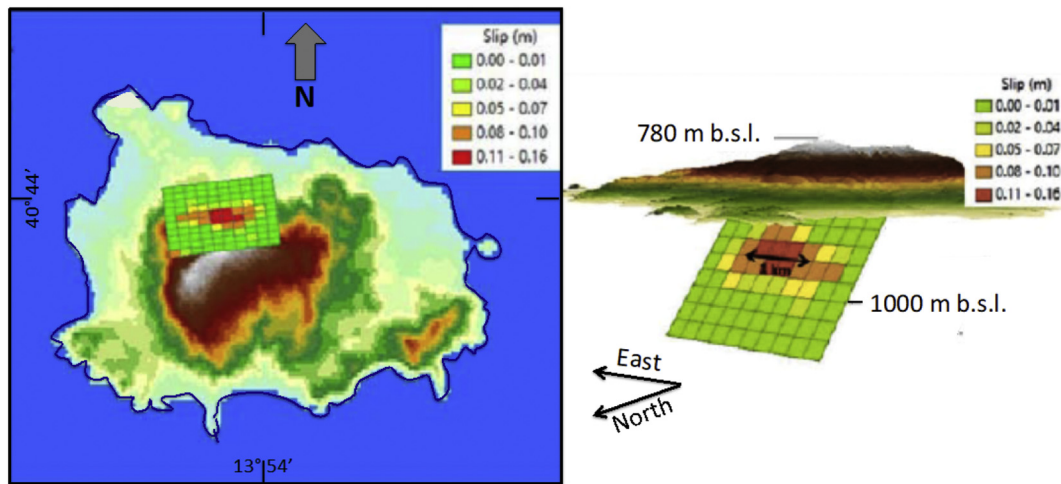 Slip (m)
0.00 - 0.01
0.02 - 0.04
0.05 - 0.07
0.08 - 0.10
0.11 - 0.16
N
40°44′
13°54′
780 m b.s.l.
Slip (m)
0.00 - 0.01
0.02 - 0.04
0.05 - 0.07
0.08 - 0.10
0.11 - 0.16
1 km
1000 m b.s.l.
East
North